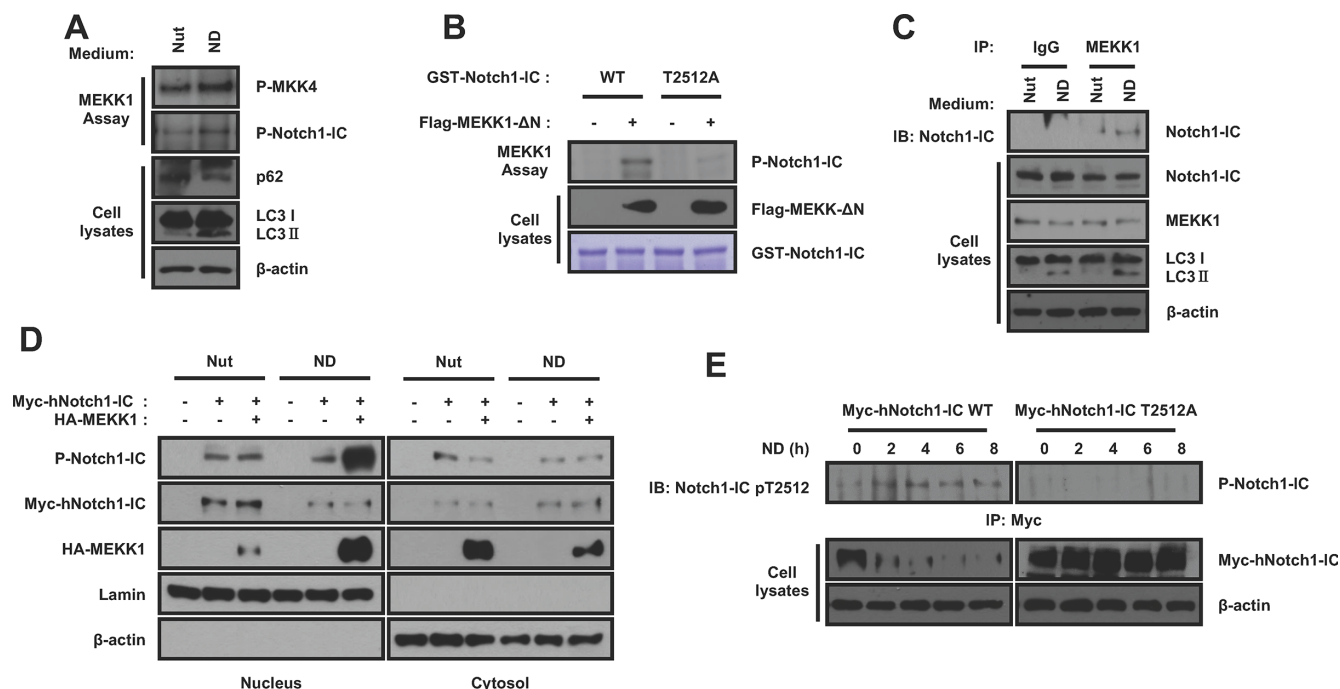 A
Medium:
Nut
ND
MEKK1
Assay
P-MKK4
P-Notch1-IC
Cell
lysates
p62
LC3 I
LC3 II
β-actin
B
GST-Notch1-IC :
WT
T2512A
Flag-MEKK1-ΔN :
- + - +
MEKK1
Assay
P-Notch1-IC
Cell
lysates
Flag-MEKK-ΔN
GST-Notch1-IC
C
IP:
IgG
MEKK1
Medium:
Nut
ND
Nut
ND
IB: Notch1-IC
Notch1-IC
Cell
lysates
Notch1-IC
MEKK1
LC3 I
LC3 II
β-actin
D
Nut ND Nut ND
Myc-hNotch1-IC : - + + - + + - + + - + +
HA-MEKK1 : - - + - - + - - + - - +
P-Notch1-IC
Myc-hNotch1-IC
HA-MEKK1
Lamin
β-actin
Nucleus
Cytosol
E
Myc-hNotch1-IC WT
Myc-hNotch1-IC T2512A
ND (h) 0 2 4 6 8 0 2 4 6 8
IB: Notch1-IC pT2512
P-Notch1-IC
IP: Myc
Cell
lysates
Myc-hNotch1-IC
β-actin